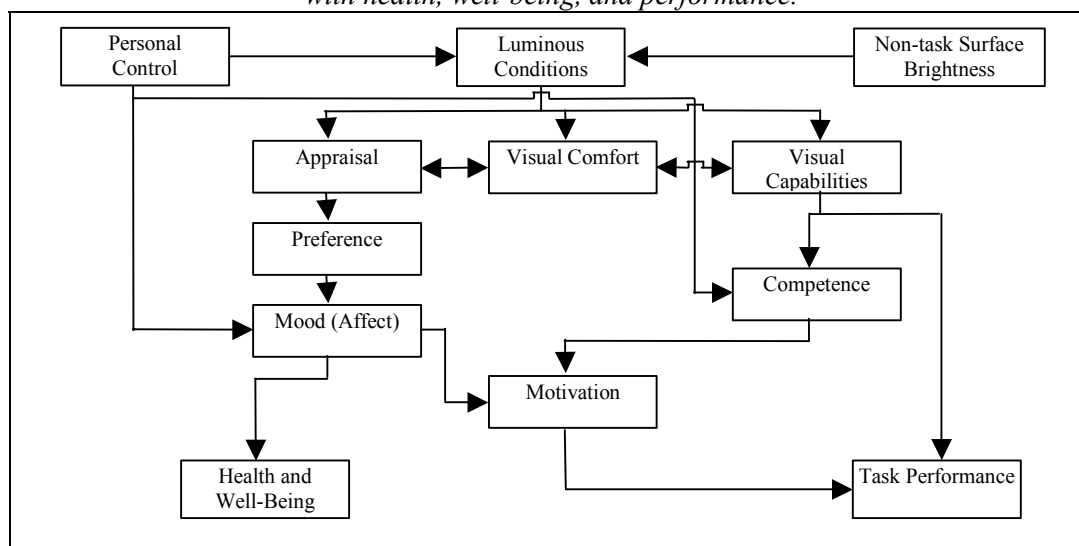 with health, well-being, and performance.
Personal
Control
Luminous
Conditions
Non-task Surface
Brightness
Appraisal
Visual Comfort
Visual
Capabilities
Preference
Competence
Mood (Affect)
Motivation
Health and
Well-Being
Task Performance